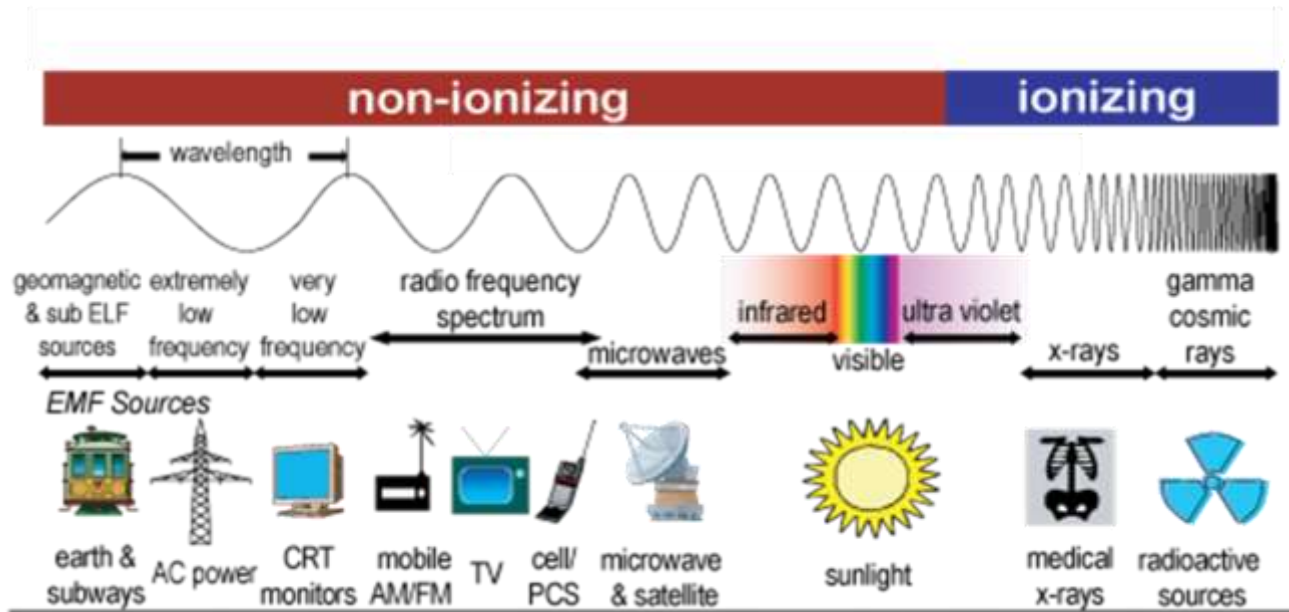 non-ionizing
ionizing
wavelength
geomagnetic
& sub ELF
sources
extremely
low
frequency
very
low
frequency
radio frequency
spectrum
microwaves
infrared
visible
ultra violet
x-rays
gamma
cosmic
rays
EMF Sources
earth &
subways
AC power
CRT
monitors
mobile
AM/FM
TV
cell/
PCS
microwave
& satellite
sunlight
medical
x-rays
radioactive
sources